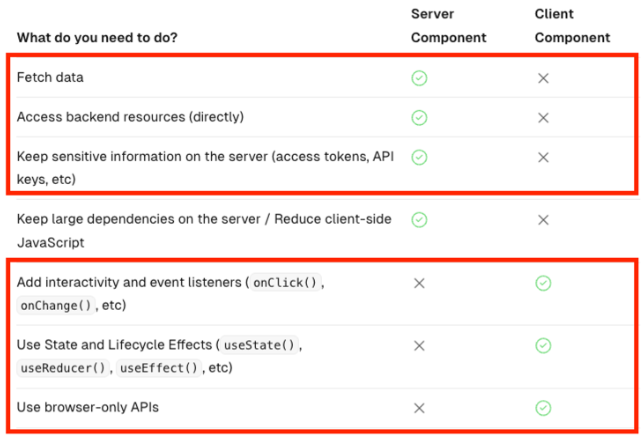 Server Client
What do you need to do? Component Component
Fetch data
Access backend resources (directly)
Keep sensitive information on the server (access tokens, API
keys, etc)
Keep large dependencies on the server / Reduce client-side
JavaScript
Add interactivity and event listeners ( onClick() ,
onChange() , etc)
Use State and Lifecycle Effects ( useState() ,
useReducer() , useEffect() , etc)
Use browser-only APIs